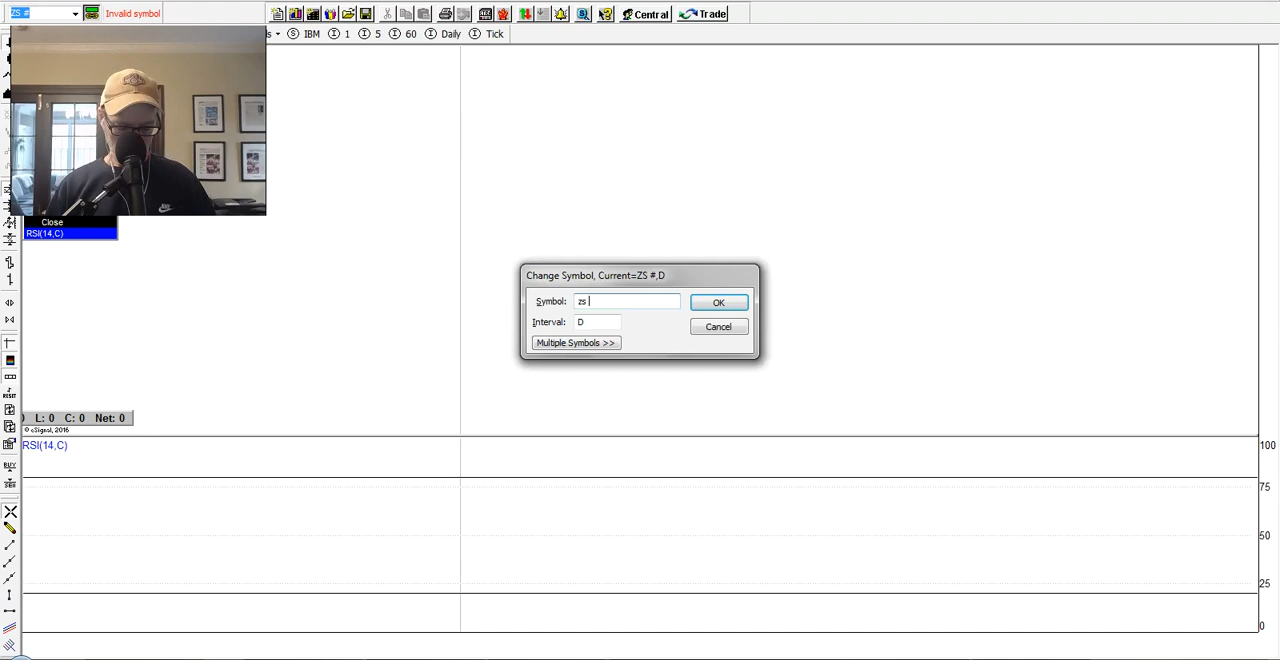 ZS #
Invalid symbol
Central
Trade
IBM
1
5
60
Daily
Tick
Close
RSI(14,C)
Change Symbol, Current=ZS #,D
Symbol:
zs
OK
Interval:
D
Cancel
Multiple Symbols >>
L: 0 C: 0 Net: 0
© eSignal, 2016
RSI(14,C)
100
75
50
25
0
RESET
BUY